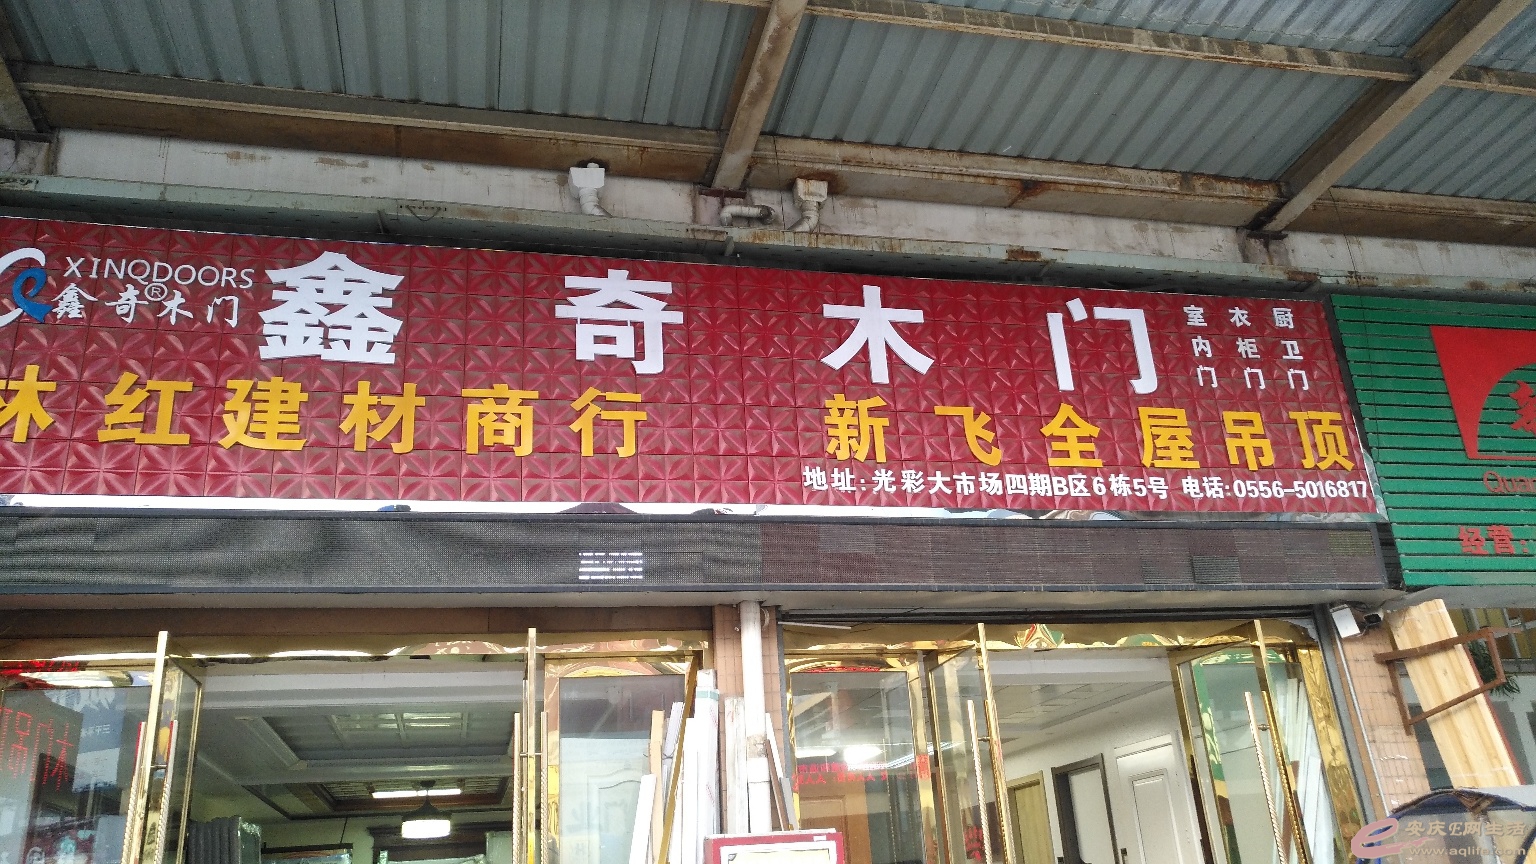 XINQDOORS
鑫奇木门®
鑫奇木门
室内门
衣柜门
厨卫门
林红建材商行 新飞全屋吊顶
地址:光彩大市场四期B区6栋5号 电话:0556-5016817
经营:
安庆E网生活
www.aqlife.com